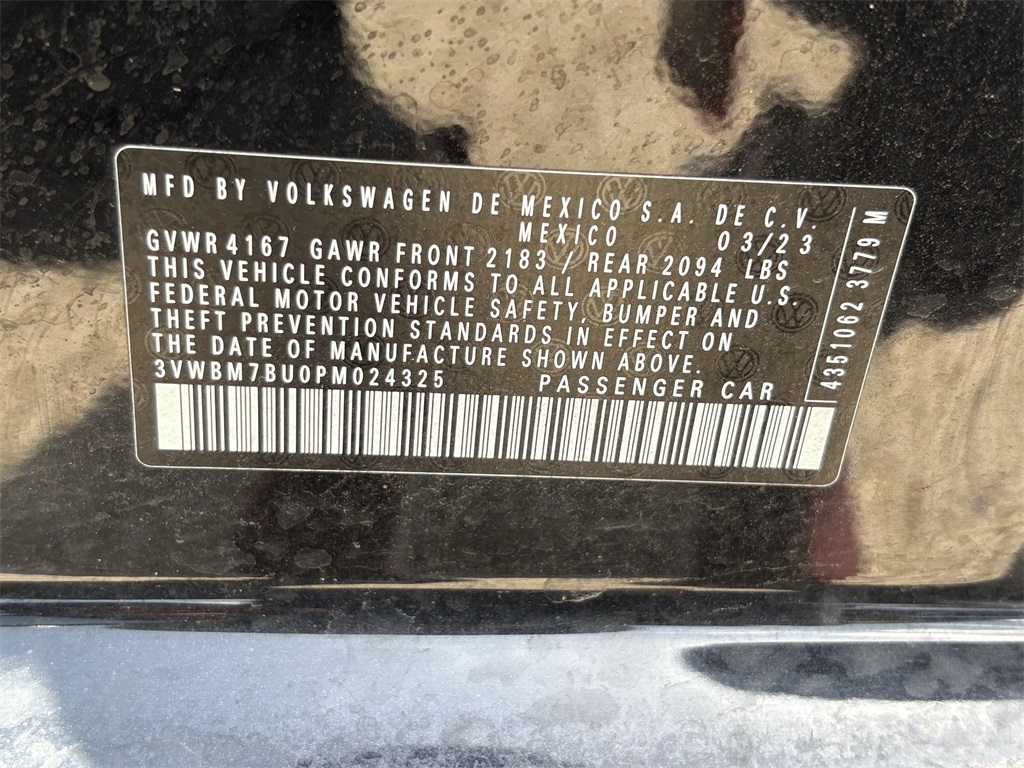 MFD BY VOLKSWAGEN DE MEXICO S.A. DE C.V.
MEXICO 03/23
GVWR 4167 GAWR FRONT 2183 / REAR 2094 LBS
THIS VEHICLE CONFORMS TO ALL APPLICABLE U.S.
FEDERAL MOTOR VEHICLE SAFETY, BUMPER AND
THEFT PREVENTION STANDARDS IN EFFECT ON
THE DATE OF MANUFACTURE SHOWN ABOVE.
3VWBM7BU0PM024325 PASSENGER CAR
4351062 3779 M